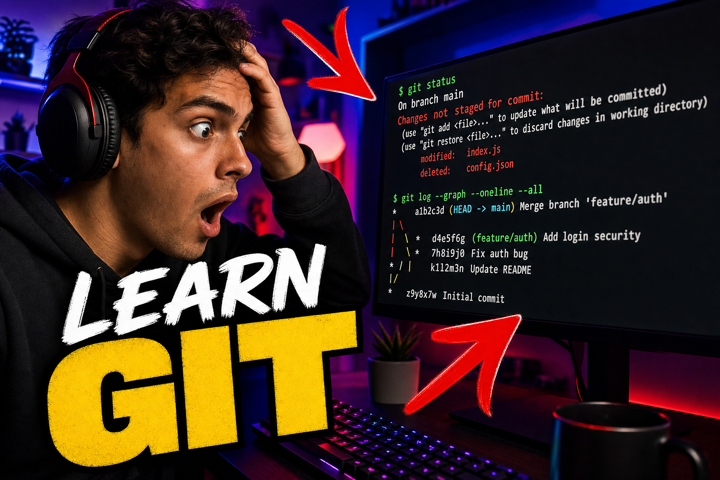 $ git status
On branch main
Changes not staged for commit:
(use "git add <file>..." to update what will be committed)
(use "git restore <file>..." to discard changes in working directory)
modified: index.js
deleted: config.json
$ git log --graph --oneline --all
* a1b2c3d (HEAD -> main) Merge branch 'feature/auth'
|\
| \ * d4e5f6g (feature/auth) Add login security
| \ * 7h8i9j0 Fix auth bug
* / | k1l2m3n Update README
|/
* z9y8x7w Initial commit
LEARN
GIT